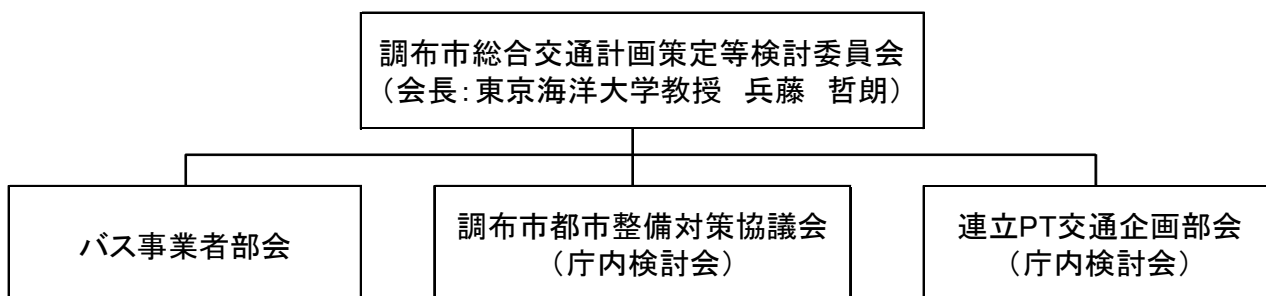 調布市総合交通計画策定等検討委員会
（会長：東京海洋大学教授　兵藤　哲朗）
バス事業者部会
調布市都市整備対策協議会
（庁内検討会）
連立PT交通企画部会
（庁内検討会）